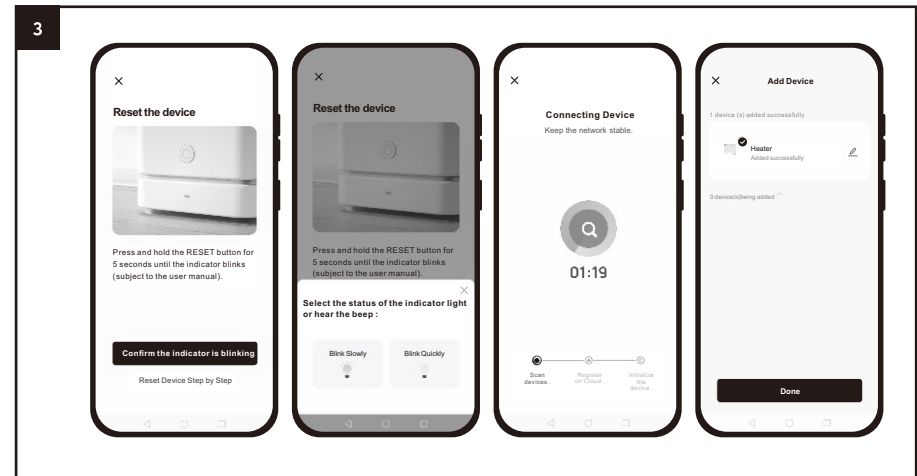 3
Reset the device
Press and hold the RESET button for
5 seconds until the indicator blinks
(subject to the user manual).
Confirm the indicator is blinking
Reset Device Step by Step
Reset the device
Press and hold the RESET button for
5 seconds until the indicator blinks
(subject to the user manual).
Select the status of the indicator light
or hear the beep :
Blink Slowly
Blink Quickly
Connecting Device
Keep the network stable.
01:19
Scan
devices .
Register
on Cloud .
Initialize
the
device .
Add Device
1 device (s) added successfully
Heater
Added successfully
0 device(s)being added
Done